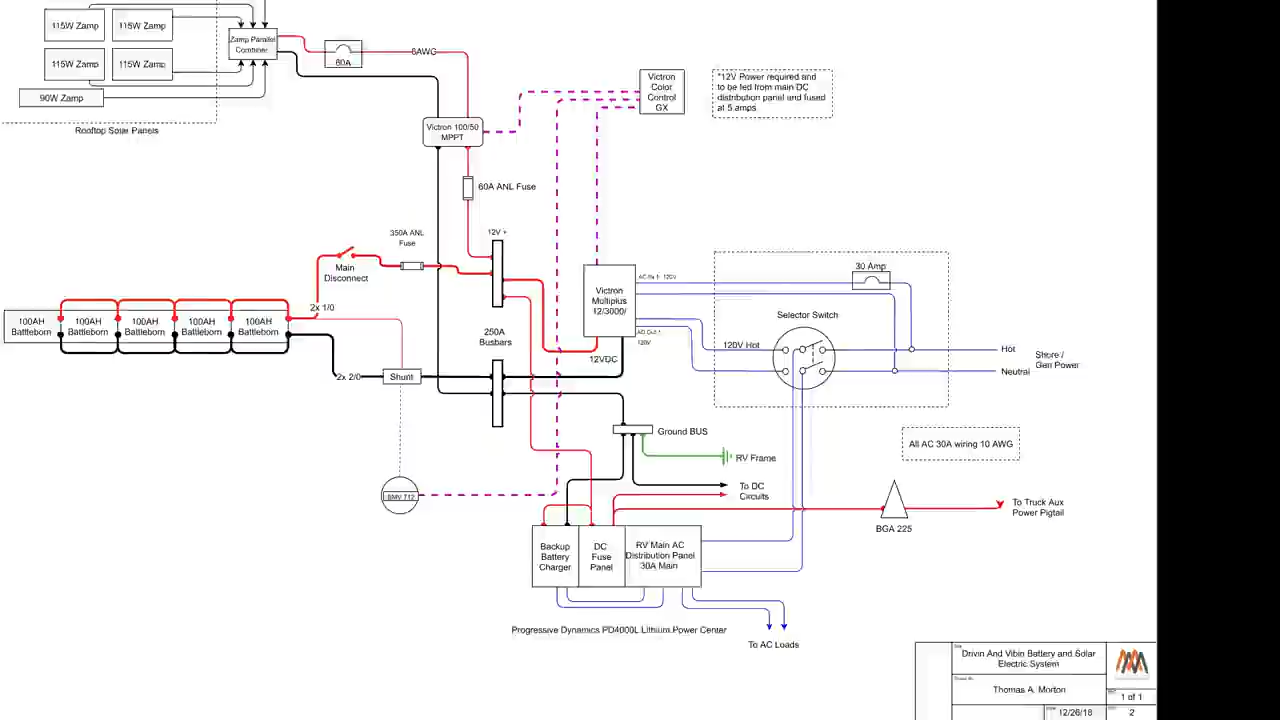 115W Zamp
115W Zamp
Zamp Parallel
Combiner
60A
6AWG
115W Zamp
115W Zamp
90W Zamp
Rooftop Solar Panels
Victron
Color
Control
GX
*12V Power required and
to be fed from main DC
distribution panel and fused
at 5 amps
Victron 100/50
MPPT
60A ANL Fuse
350A ANL
Fuse
12V +
Main
Disconnect
30 Amp
Victron
Multiplus
12/3000/
120V
120V
Selector Switch
2x 1/0
100AH
Battleborn
100AH
Battleborn
100AH
Battleborn
100AH
Battleborn
100AH
Battleborn
250A
Busbars
12VDC
120V Hot
Hot
Neutral
Shore /
Gen Power
2x 2/0
Shunt
Ground BUS
RV Frame
All AC 30A wiring 10 AWG
BMV 712
To DC
Circuits
BGA 225
To Truck Aux
Power Pigtail
Backup
Battery
Charger
DC
Fuse
Panel
RV Main AC
Distribution Panel
30A Main
Progressive Dynamics PD4000L Lithium Power Center
To AC Loads
Drivin And Vibin Battery and Solar
Electric System
Thomas A. Morton
1 of 1
12/26/18
2